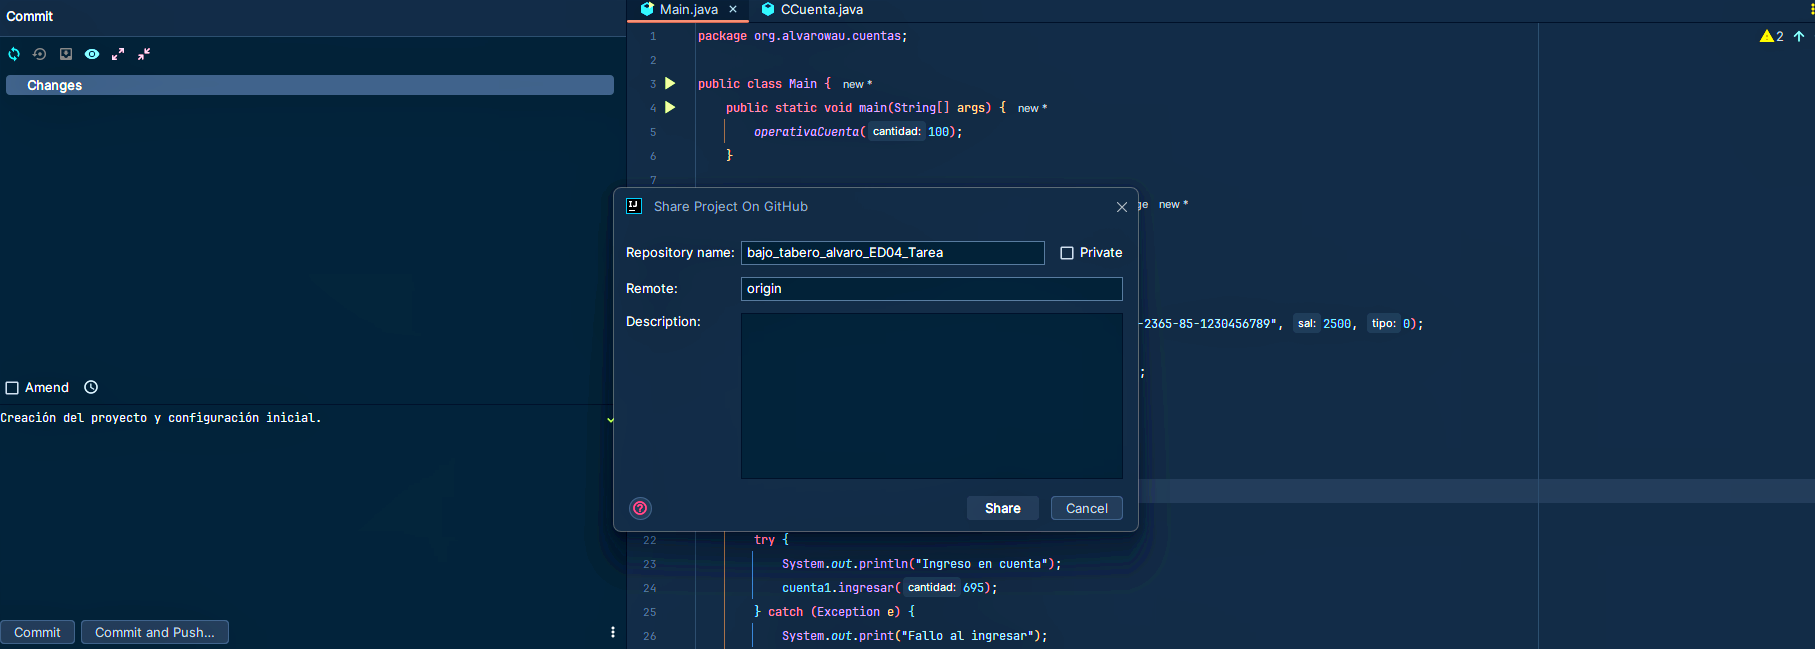 Commit
Changes
Amend
Creación del proyecto y configuración inicial.
Commit
Commit and Push...
Main.java
CCuenta.java
2
1 package org.alvarowau.cuentas;
2
3 public class Main { new *
4 public static void main(String[] args) { new *
5 operativaCuenta( cantidad: 100);
6 }
7
ge new *
-2365-85-1230456789", sal: 2500, tipo: 0);
;
22 try {
23 System.out.println("Ingreso en cuenta");
24 cuenta1.ingresar( cantidad: 695);
25 } catch (Exception e) {
26 System.out.print("Fallo al ingresar");
IJ
Share Project On GitHub
Repository name: bajo_tabero_alvaro_ED04_Tarea Private
Remote: origin
Description:
?
Share
Cancel